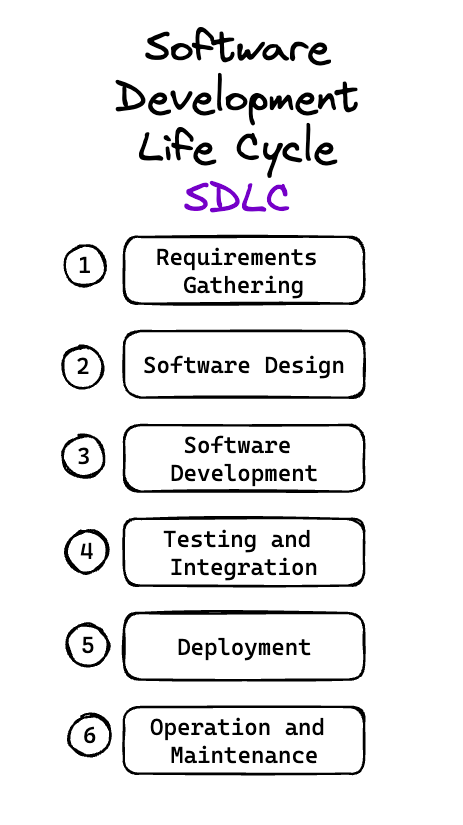 Software
Development
Life Cycle
SDLC
1
Requirements
Gathering
2
Software Design
3
Software
Development
4
Testing and
Integration
5
Deployment
6
Operation and
Maintenance